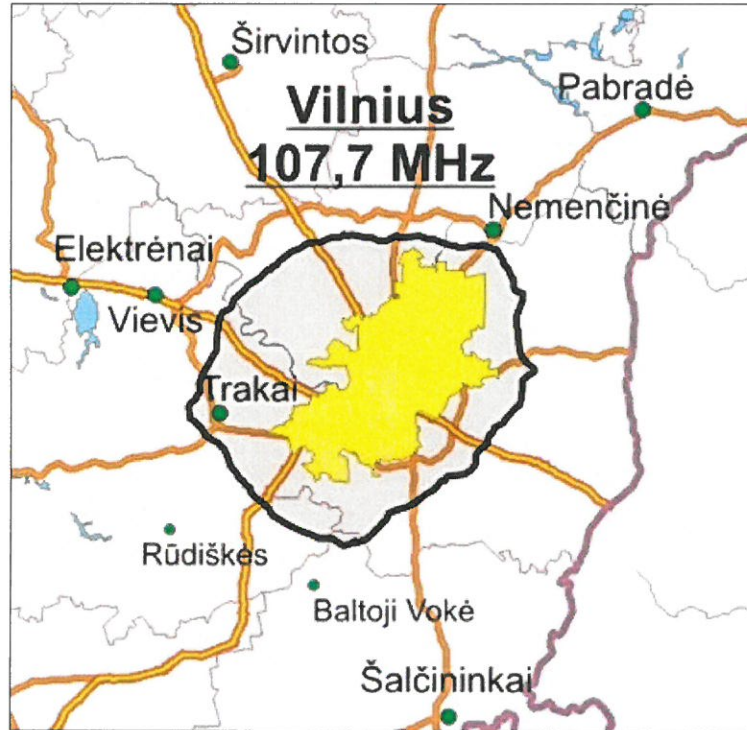 Širvintos
Vilnius
107,7 MHz
Pabradė
Nemenčinė
Elektrėnai
Vievis
Trakai
Rūdiškės
Baltoji Vokė
Šalčininkai